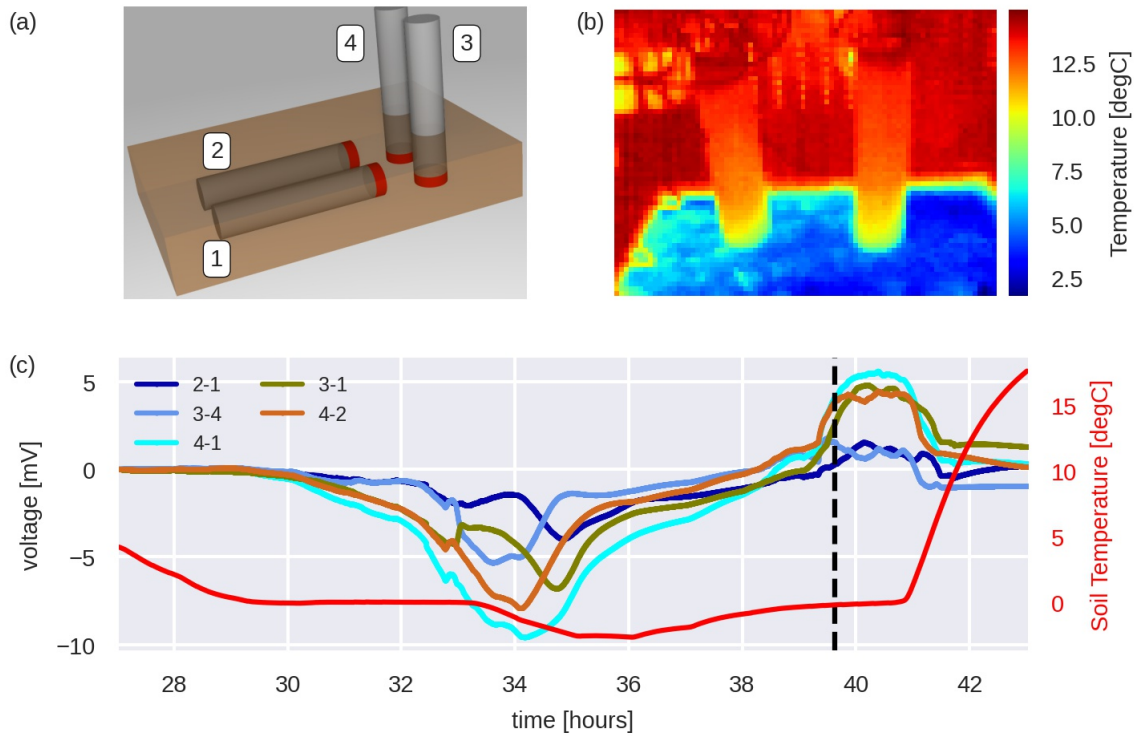 (a)
4
3
2
1
(b)
12.5
10.0
7.5
5.0
2.5
Temperature [degC]
(c)
2-1
3-4
4-1
3-1
4-2
5
0
−5
−10
voltage [mV]
15
10
5
0
Soil Temperature [degC]
28 30 32 34 36 38 40 42
time [hours]